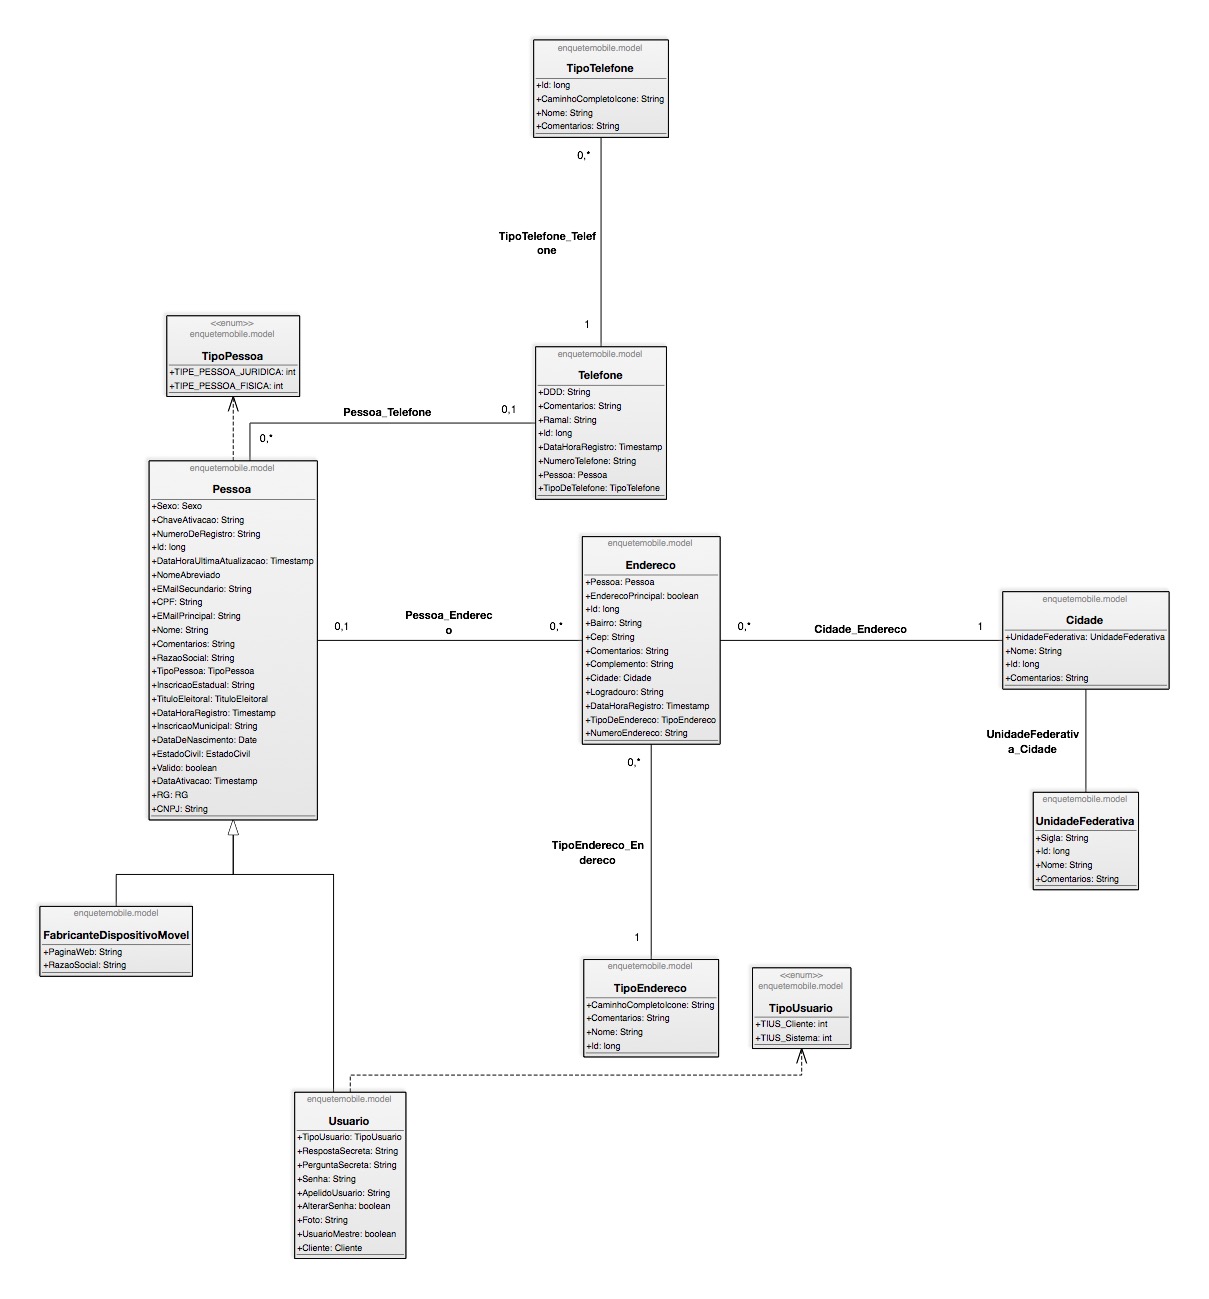 enquetemobile.model
TipoTelefone
+Id: long
+CaminhoCompletoIcone: String
+Nome: String
+Comentarios: String
0,*
TipoTelefone_Telef
one
1
<<enum>>
enquetemobile.model
TipoPessoa
+TIPE_PESSOA_JURIDICA: int
+TIPE_PESSOA_FISICA: int
enquetemobile.model
Telefone
+DDD: String
+Comentarios: String
+Ramal: String
+Id: long
+DataHoraRegistro: Timestamp
+NumeroTelefone: String
+Pessoa: Pessoa
+TipoDeTelefone: TipoTelefone
Pessoa_Telefone
0,1
0,*
enquetemobile.model
Pessoa
+Sexo: Sexo
+ChaveAtivacao: String
+NumeroDeRegistro: String
+Id: long
+DataHoraUltimaAtualizacao: Timestamp
+NomeAbreviado
+EMailSecundario: String
+CPF: String
+EMailPrincipal: String
+Nome: String
+Comentarios: String
+RazaoSocial: String
+TipoPessoa: TipoPessoa
+InscricaoEstadual: String
+TituloEleitoral: TituloEleitoral
+DataHoraRegistro: Timestamp
+InscricaoMunicipal: String
+DataDeNascimento: Date
+EstadoCivil: EstadoCivil
+Valido: boolean
+DataAtivacao: Timestamp
+RG: RG
+CNPJ: String
0,1
Pessoa_Enderec
o
0,*
enquetemobile.model
Endereco
+Pessoa: Pessoa
+EnderecoPrincipal: boolean
+Id: long
+Bairro: String
+Cep: String
+Comentarios: String
+Complemento: String
+Cidade: Cidade
+Logradouro: String
+DataHoraRegistro: Timestamp
+TipoDeEndereco: TipoEndereco
+NumeroEndereco: String
0,*
Cidade_Endereco
1
enquetemobile.model
Cidade
+UnidadeFederativa: UnidadeFederativa
+Nome: String
+Id: long
+Comentarios: String
UnidadeFederativ
a_Cidade
enquetemobile.model
UnidadeFederativa
+Sigla: String
+Id: long
+Nome: String
+Comentarios: String
0,*
TipoEndereco_En
dereco
1
enquetemobile.model
FabricanteDispositivoMovel
+PaginaWeb: String
+RazaoSocial: String
enquetemobile.model
TipoEndereco
+CaminhoCompletoIcone: String
+Comentarios: String
+Nome: String
+Id: long
<<enum>>
enquetemobile.model
TipoUsuario
+TIUS_Cliente: int
+TIUS_Sistema: int
enquetemobile.model
Usuario
+TipoUsuario: TipoUsuario
+RespostaSecreta: String
+PerguntaSecreta: String
+Senha: String
+ApelidoUsuario: String
+AlterarSenha: boolean
+Foto: String
+UsuarioMestre: boolean
+Cliente: Cliente